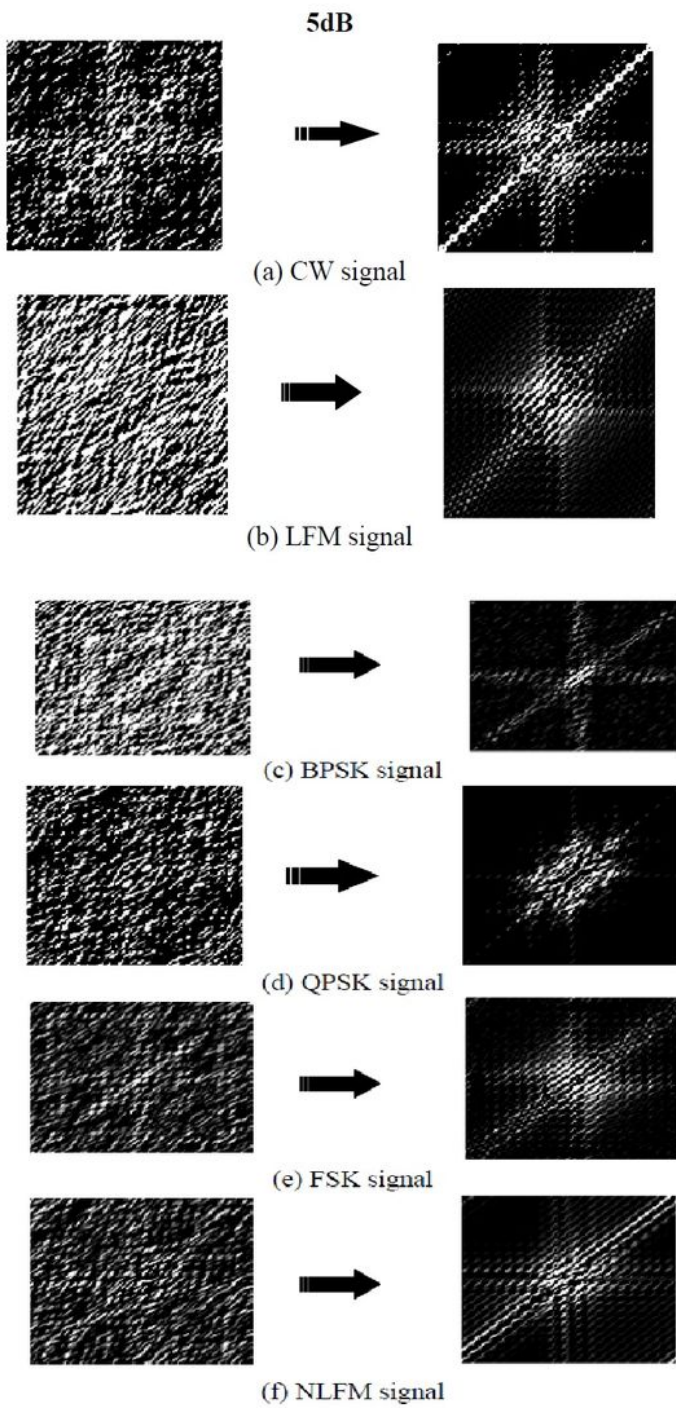 5dB
(a) CW signal
(b) LFM signal
(c) BPSK signal
(d) QPSK signal
(e) FSK signal
(f) NLFM signal